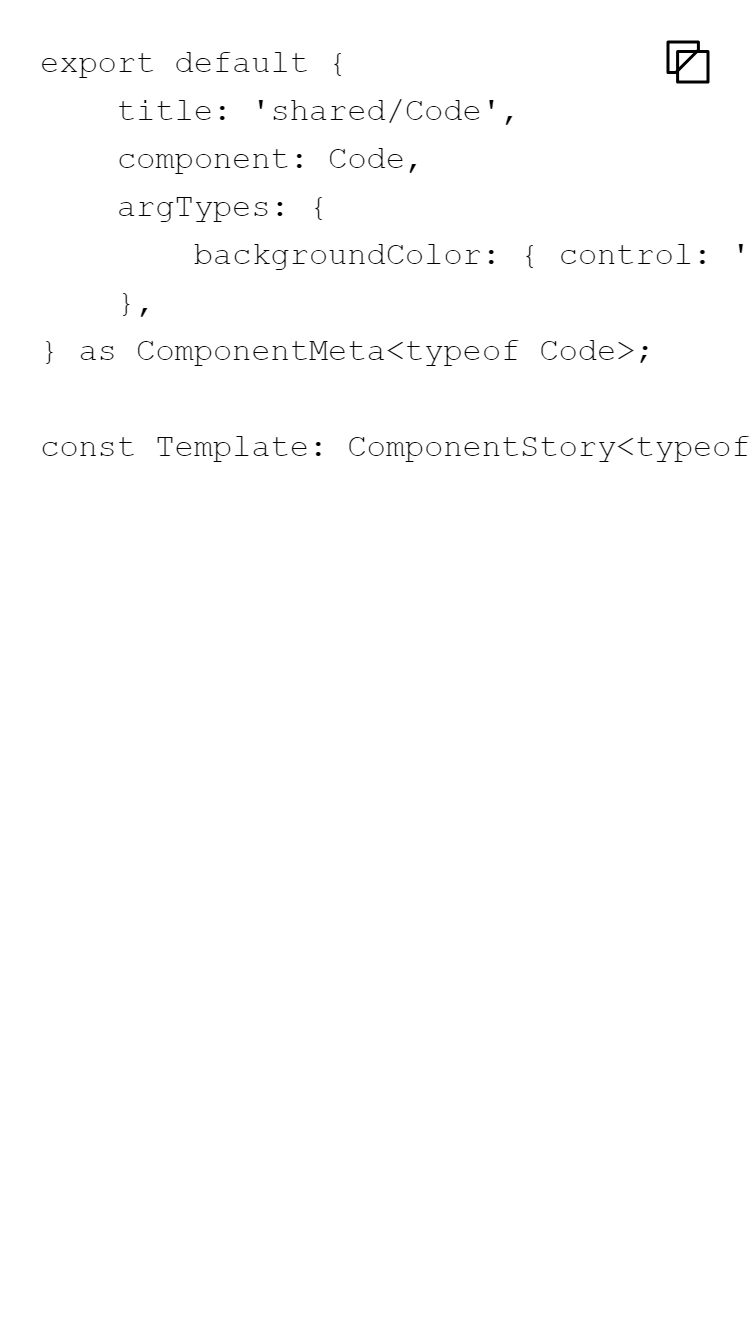 export default {
    title: 'shared/Code',
    component: Code,
    argTypes: {
        backgroundColor: { control: '
    },
} as ComponentMeta<typeof Code>;

const Template: ComponentStory<typeof